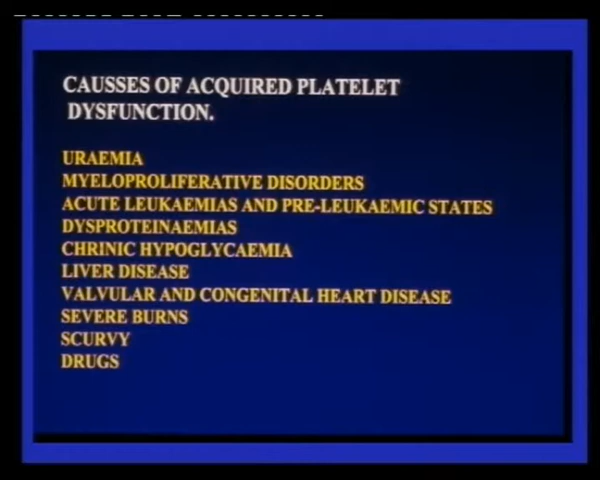 CAUSSES OF ACQUIRED PLATELET
DYSFUNCTION.
URAEMIA
MYELOPROLIFERATIVE DISORDERS
ACUTE LEUKAEMIAS AND PRE-LEUKAEMIC STATES
DYSPROTEINAEMIAS
CHRINIC HYPOGLYCAEMIA
LIVER DISEASE
VALVULAR AND CONGENITAL HEART DISEASE
SEVERE BURNS
SCURVY
DRUGS